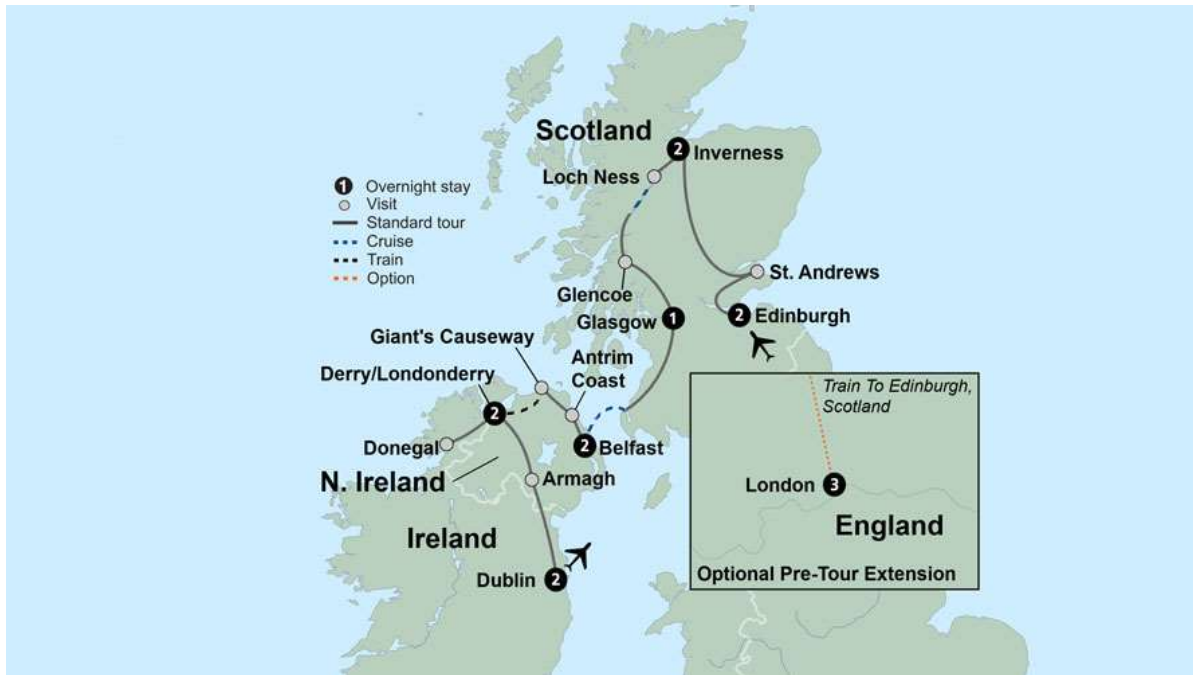 Scotland
2
Inverness
Loch Ness
1 Overnight stay
Visit
Standard tour
Cruise
Train
Option
St. Andrews
Glencoe
Glasgow
1
2
Edinburgh
Giant's Causeway
Antrim
Coast
Derry/Londonderry
2
Donegal
2
Belfast
N. Ireland
Armagh
Ireland
Dublin
2
Train To Edinburgh,
Scotland
London
3
England
Optional Pre-Tour Extension